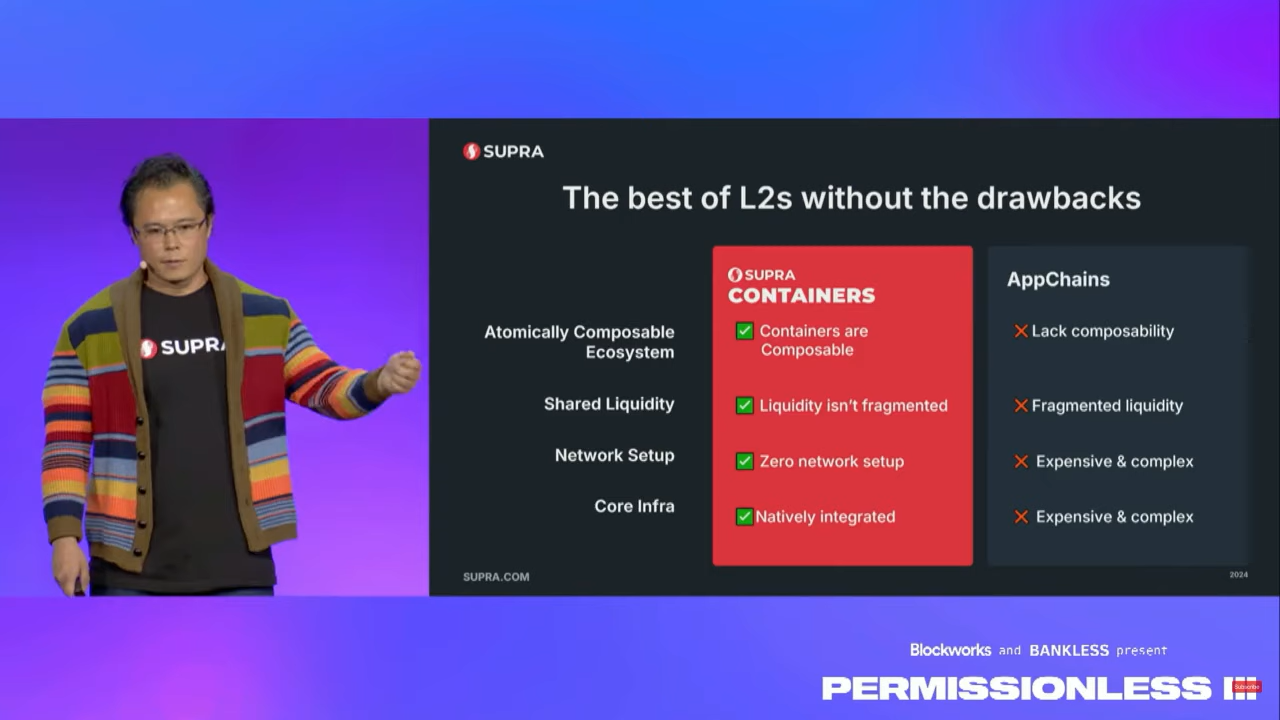 SUPRA
SUPRA
The best of L2s without the drawbacks
SUPRA
CONTAINERS
AppChains
Atomically Composable
Ecosystem
✅ Containers are
Composable
❌ Lack composability
Shared Liquidity
✅ Liquidity isn’t fragmented
❌ Fragmented liquidity
Network Setup
✅ Zero network setup
❌ Expensive & complex
Core Infra
✅ Natively integrated
❌ Expensive & complex
SUPRA.COM
2024
Blockworks and BANKLESS present
PERMISSIONLESS III
Subscribe